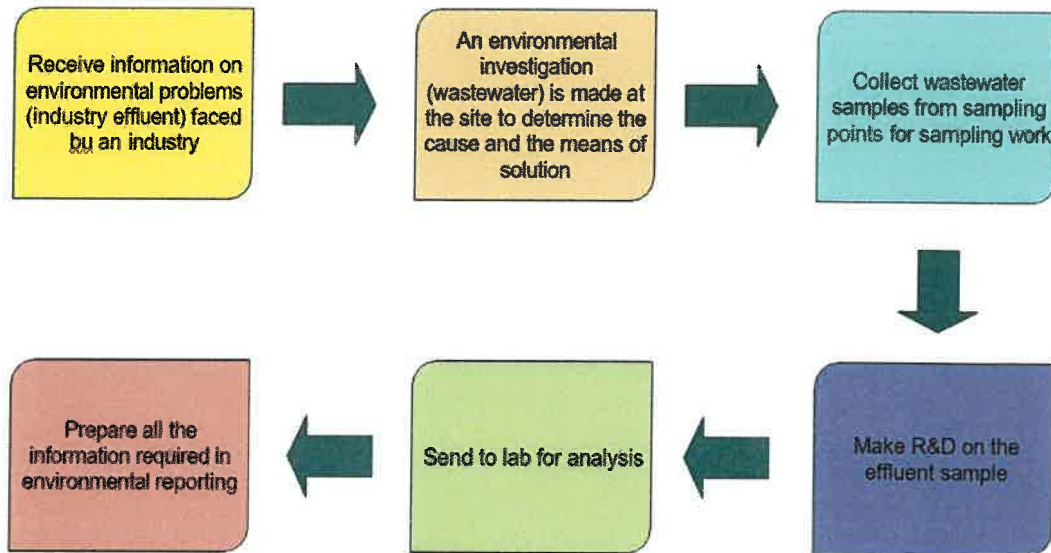 Receive information on
environmental problems
(industry effluent) faced
bu an industry
An environmental
investigation
(wastewater) is made at
the site to determine the
cause and the means of
solution
Collect wastewater
samples from sampling
points for sampling work
Make R&D on the
effluent sample
Send to lab for analysis
Prepare all the
information required in
environmental reporting